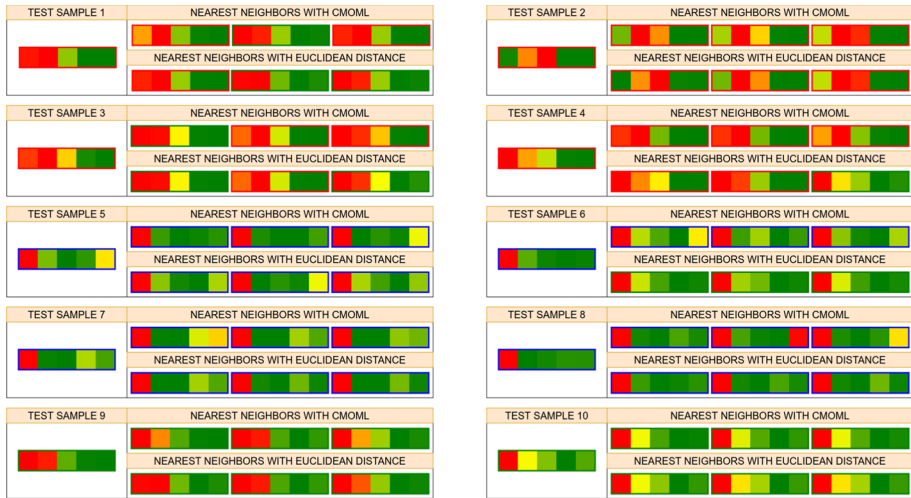 TEST SAMPLE 1
NEAREST NEIGHBORS WITH CMOML
NEAREST NEIGHBORS WITH EUCLIDEAN DISTANCE
TEST SAMPLE 2
NEAREST NEIGHBORS WITH CMOML
NEAREST NEIGHBORS WITH EUCLIDEAN DISTANCE
TEST SAMPLE 3
NEAREST NEIGHBORS WITH CMOML
NEAREST NEIGHBORS WITH EUCLIDEAN DISTANCE
TEST SAMPLE 4
NEAREST NEIGHBORS WITH CMOML
NEAREST NEIGHBORS WITH EUCLIDEAN DISTANCE
TEST SAMPLE 5
NEAREST NEIGHBORS WITH CMOML
NEAREST NEIGHBORS WITH EUCLIDEAN DISTANCE
TEST SAMPLE 6
NEAREST NEIGHBORS WITH CMOML
NEAREST NEIGHBORS WITH EUCLIDEAN DISTANCE
TEST SAMPLE 7
NEAREST NEIGHBORS WITH CMOML
NEAREST NEIGHBORS WITH EUCLIDEAN DISTANCE
TEST SAMPLE 8
NEAREST NEIGHBORS WITH CMOML
NEAREST NEIGHBORS WITH EUCLIDEAN DISTANCE
TEST SAMPLE 9
NEAREST NEIGHBORS WITH CMOML
NEAREST NEIGHBORS WITH EUCLIDEAN DISTANCE
TEST SAMPLE 10
NEAREST NEIGHBORS WITH CMOML
NEAREST NEIGHBORS WITH EUCLIDEAN DISTANCE